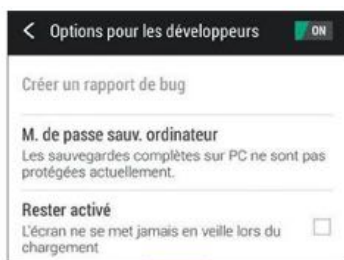 Options pour les développeurs ON
Créer un rapport de bug
M. de passe sauv. ordinateur
Les sauvegardes complètes sur PC ne sont pas
protégées actuellement.
Rester activé
L'écran ne se met jamais en veille lors du
chargement